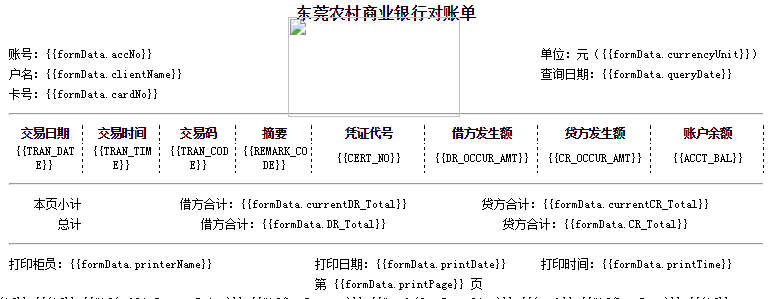 东莞农村商业银行对账单
账号：{{formData.accNo}} 单位：元（{{formData.currencyUnit}}）
户名：{{formData.clientName}} 查询日期：{{formData.queryDate}}
卡号：{{formData.cardNo}}
交易日期 交易时间 交易码 摘要 凭证代号 借方发生额 贷方发生额 账户余额
{{TRAN_DATE}} {{TRAN_TIME}} {{TRAN_CODE}} {{REMARK_CODE}} {{CERT_NO}} {{DR_OCCUR_AMT}} {{CR_OCCUR_AMT}} {{ACCT_BAL}}
本页小计 借方合计：{{formData.currentDR_Total}} 贷方合计：{{formData.currentCR_Total}}
总计 借方合计：{{formData.DR_Total}} 贷方合计：{{formData.CR_Total}}
打印柜员：{{formData.printerName}} 打印日期：{{formData.printDate}} 打印时间：{{formData.printTime}}
第 {{formData.printPage}} 页